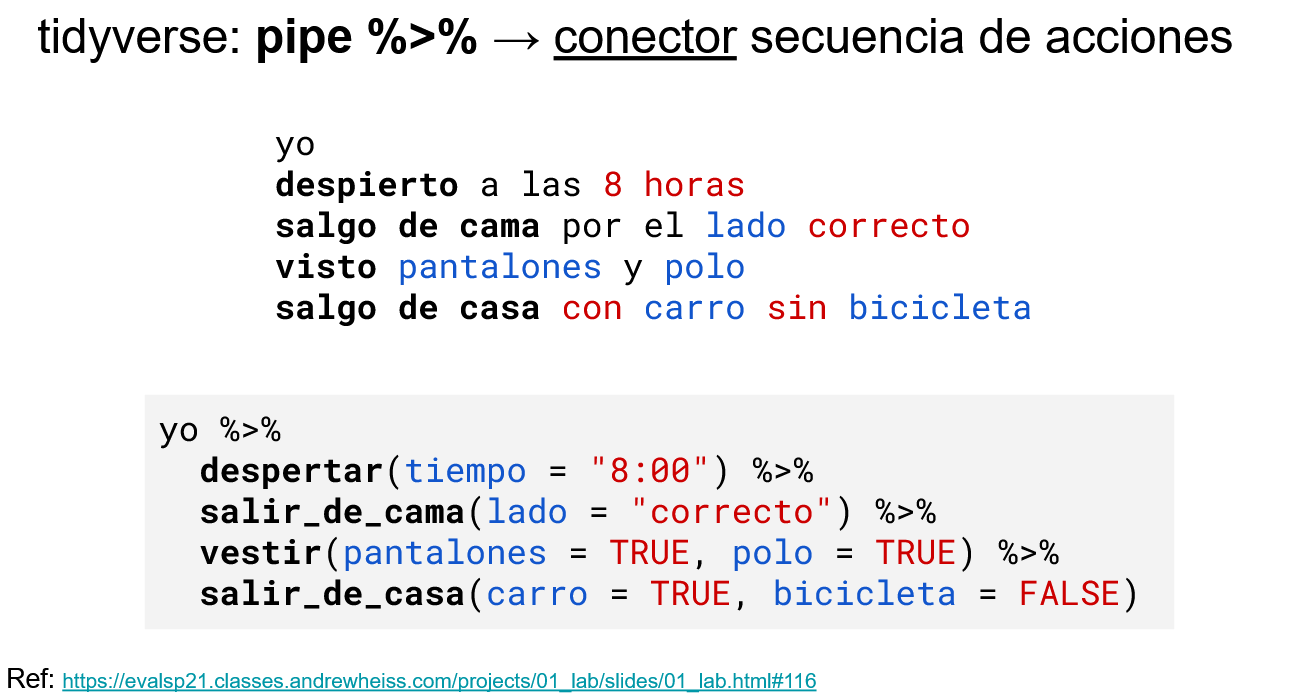 tidyverse: pipe %>% → conector secuencia de acciones
yo
despierto a las 8 horas
salgo de cama por el lado correcto
visto pantalones y polo
salgo de casa con carro sin bicicleta
yo %>%
despertar(tiempo = "8:00") %>%
salir_de_cama(lado = "correcto") %>%
vestir(pantalones = TRUE, polo = TRUE) %>%
salir_de_casa(carro = TRUE, bicicleta = FALSE)
Ref: https://evalsp21.classes.andrewheiss.com/projects/01_lab/slides/01_lab.html#116